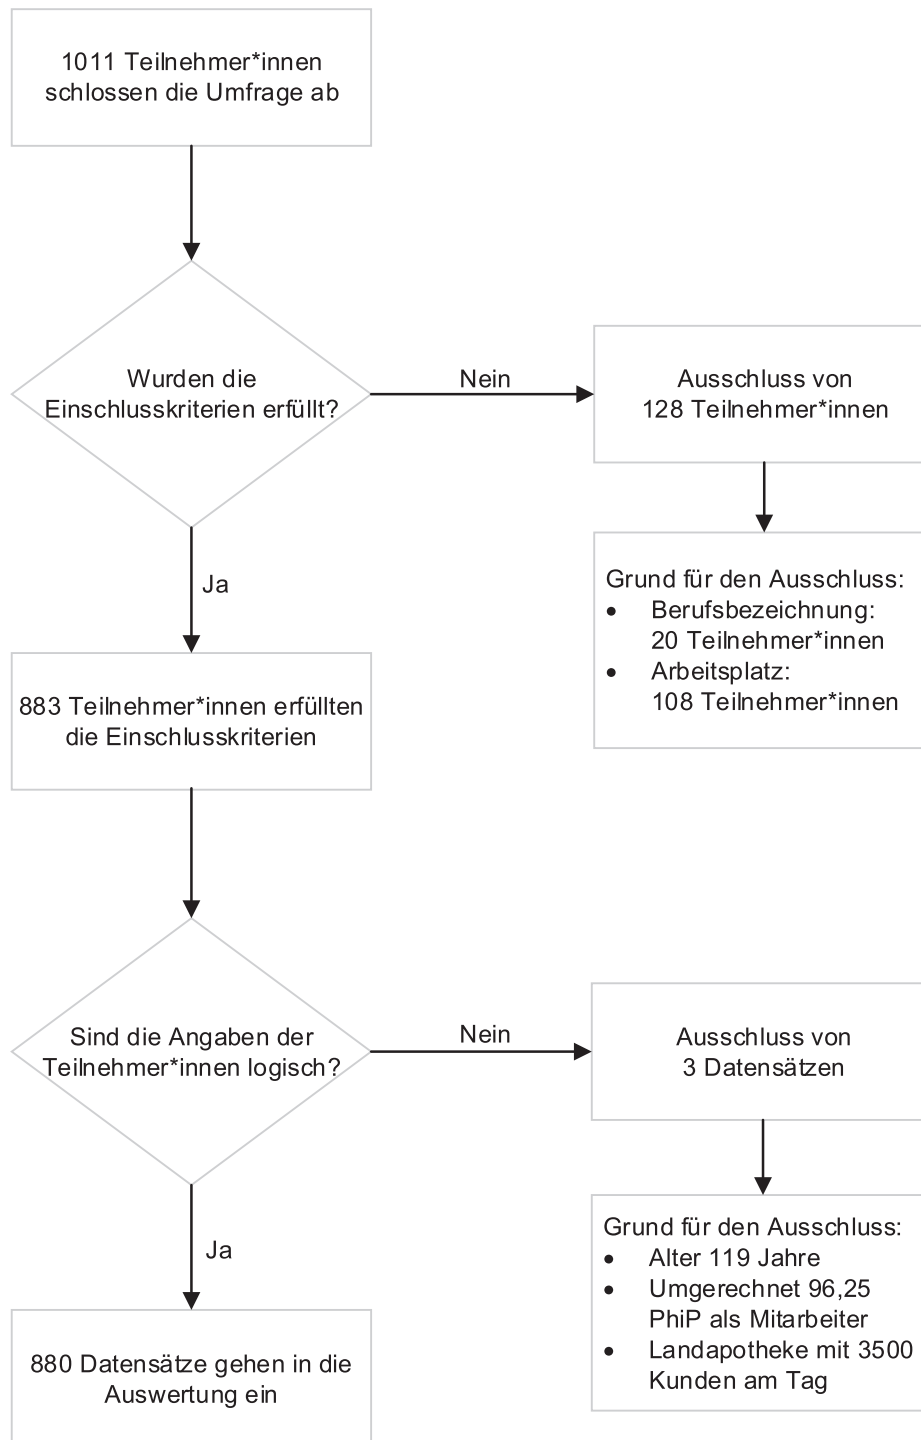 1011 Teilnehmer*innen
schlossen die Umfrage ab
Wurden die
Einschlusskriterien erfüllt?
Nein
Ausschluss von
128 Teilnehmer*innen
Grund für den Ausschluss:
• Berufsbezeichnung:
20 Teilnehmer*innen
• Arbeitsplatz:
108 Teilnehmer*innen
Ja
883 Teilnehmer*innen erfüllten
die Einschlusskriterien
Sind die Angaben der
Teilnehmer*innen logisch?
Nein
Ausschluss von
3 Datensätzen
Grund für den Ausschluss:
• Alter 119 Jahre
• Umgerechnet 96,25
PhiP als Mitarbeiter
• Landapotheke mit 3500
Kunden am Tag
Ja
880 Datensätze gehen in die
Auswertung ein